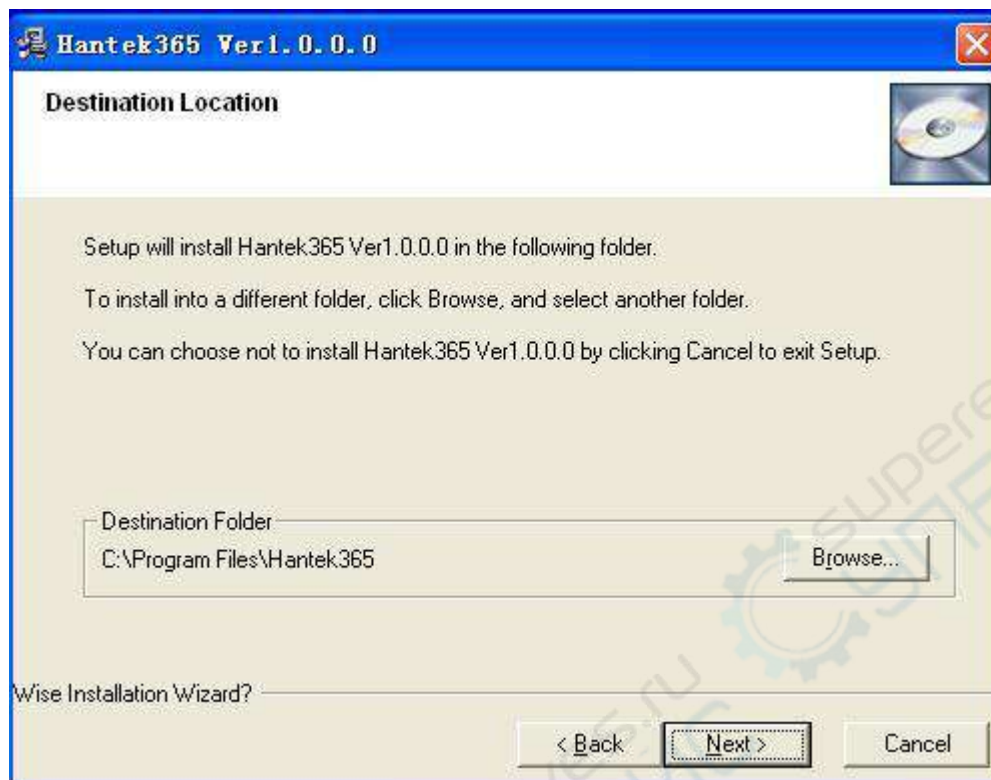 Hantek365 Ver1.0.0.0
Destination Location
Setup will install Hantek365 Ver1.0.0.0 in the following folder.
To install into a different folder, click Browse, and select another folder.
You can choose not to install Hantek365 Ver1.0.0.0 by clicking Cancel to exit Setup.
Destination Folder
C:\Program Files\Hantek365
Browse...
Wise Installation Wizard?
< Back
Next >
Cancel